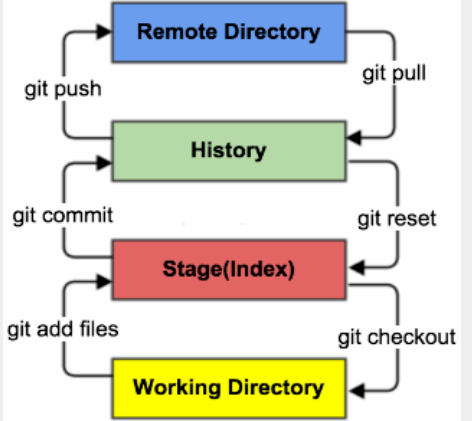 Remote Directory
git push
git pull
History
git commit
git reset
Stage(Index)
git add files
git checkout
Working Directory